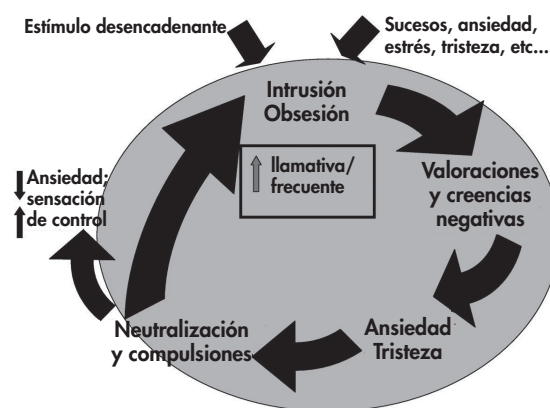 Estímulo desencadenante
Sucesos, ansiedad,
estrés, tristeza, etc...
Intrusión
Obsesión
llamativa/
frecuente
Valoraciones
y creencias
negativas
Ansiedad
Tristeza
Neutralización
y compulsiones
Ansiedad;
sensación
de control